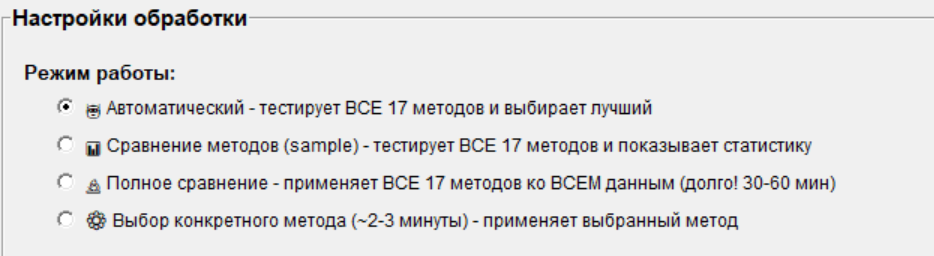 Настройки обработки
Режим работы:
Автоматический - тестирует ВСЕ 17 методов и выбирает лучший
Сравнение методов (sample) - тестирует ВСЕ 17 методов и показывает статистику
Полное сравнение - применяет ВСЕ 17 методов ко ВСЕМ данным (долго! 30-60 мин)
Выбор конкретного метода (~2-3 минуты) - применяет выбранный метод